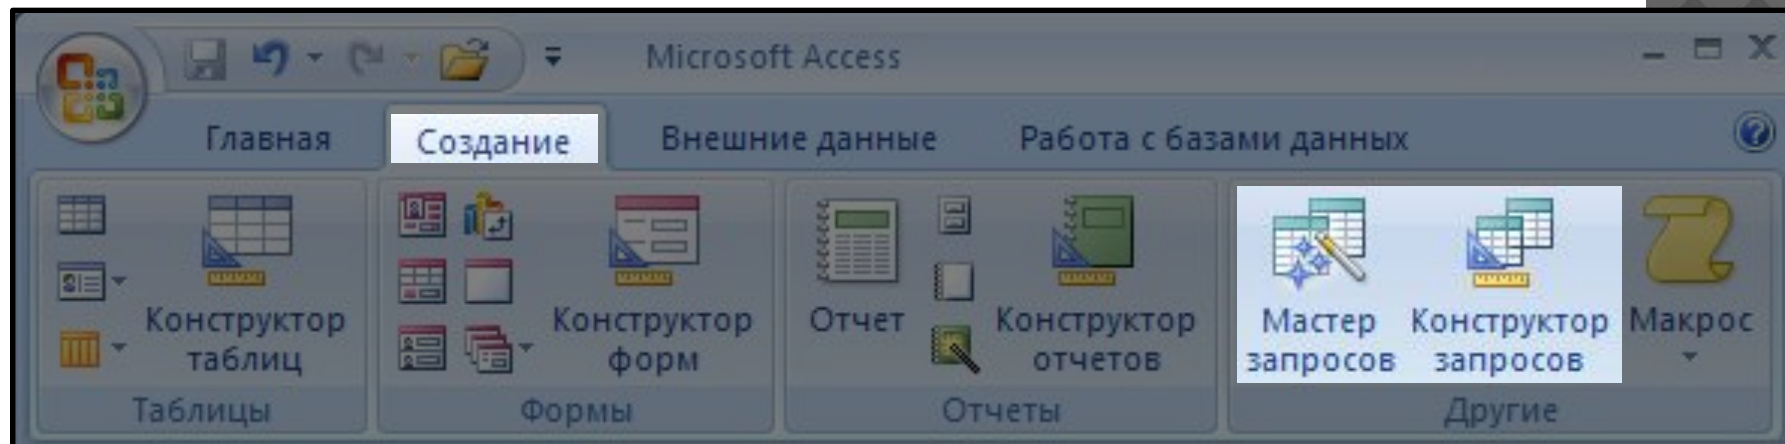 Microsoft Access
Главная Создание Внешние данные Работа с базами данных
Конструктор таблиц
Конструктор форм
Отчет
Конструктор отчетов
Мастер запросов
Конструктор запросов
Макрос
Таблицы Формы Отчеты Другие